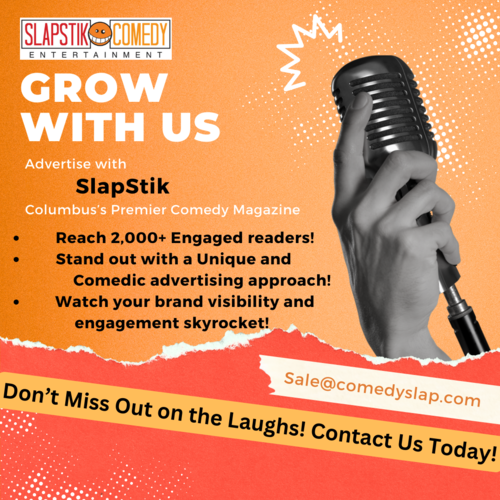 SLAPSTIK COMEDY
ENTERTAINMENT
GROW
WITH US
Advertise with
SlapStik
Columbus's Premier Comedy Magazine
• Reach 2,000+ Engaged readers!
• Stand out with a Unique and
Comedic advertising approach!
• Watch your brand visibility and
engagement skyrocket!
Sale@comedyslap.com
Don't Miss Out on the Laughs! Contact Us Today!